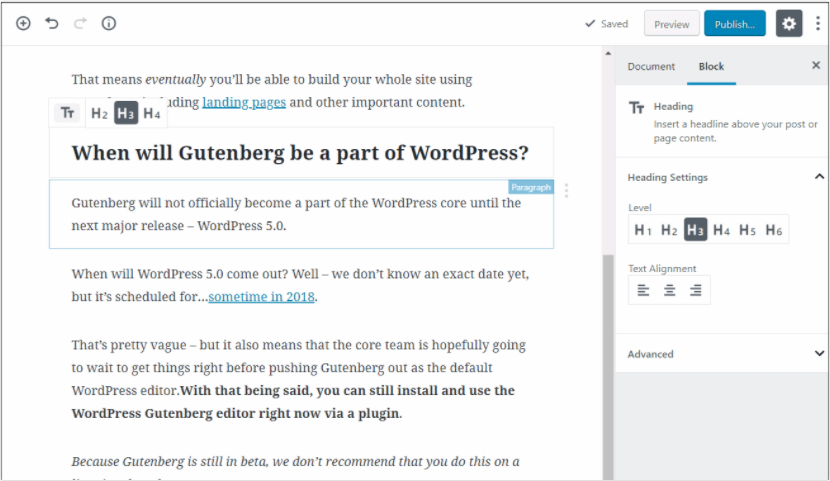 Saved Preview Publish...
Document Block
That means eventually you'll be able to build your whole site using
including landing pages and other important content.
H2 H3 H4
When will Gutenberg be a part of WordPress?
Paragraph
Gutenberg will not officially become a part of the WordPress core until the
next major release – WordPress 5.0.
When will WordPress 5.0 come out? Well – we don't know an exact date yet,
but it's scheduled for...sometime in 2018.
That's pretty vague – but it also means that the core team is hopefully going
to wait to get things right before pushing Gutenberg out as the default
WordPress editor.With that being said, you can still install and use the
WordPress Gutenberg editor right now via a plugin.
Because Gutenberg is still in beta, we don't recommend that you do this on a
Heading
Insert a headline above your post or
page content.
Heading Settings
Level
H1 H2 H3 H4 H5 H6
Text Alignment
Advanced